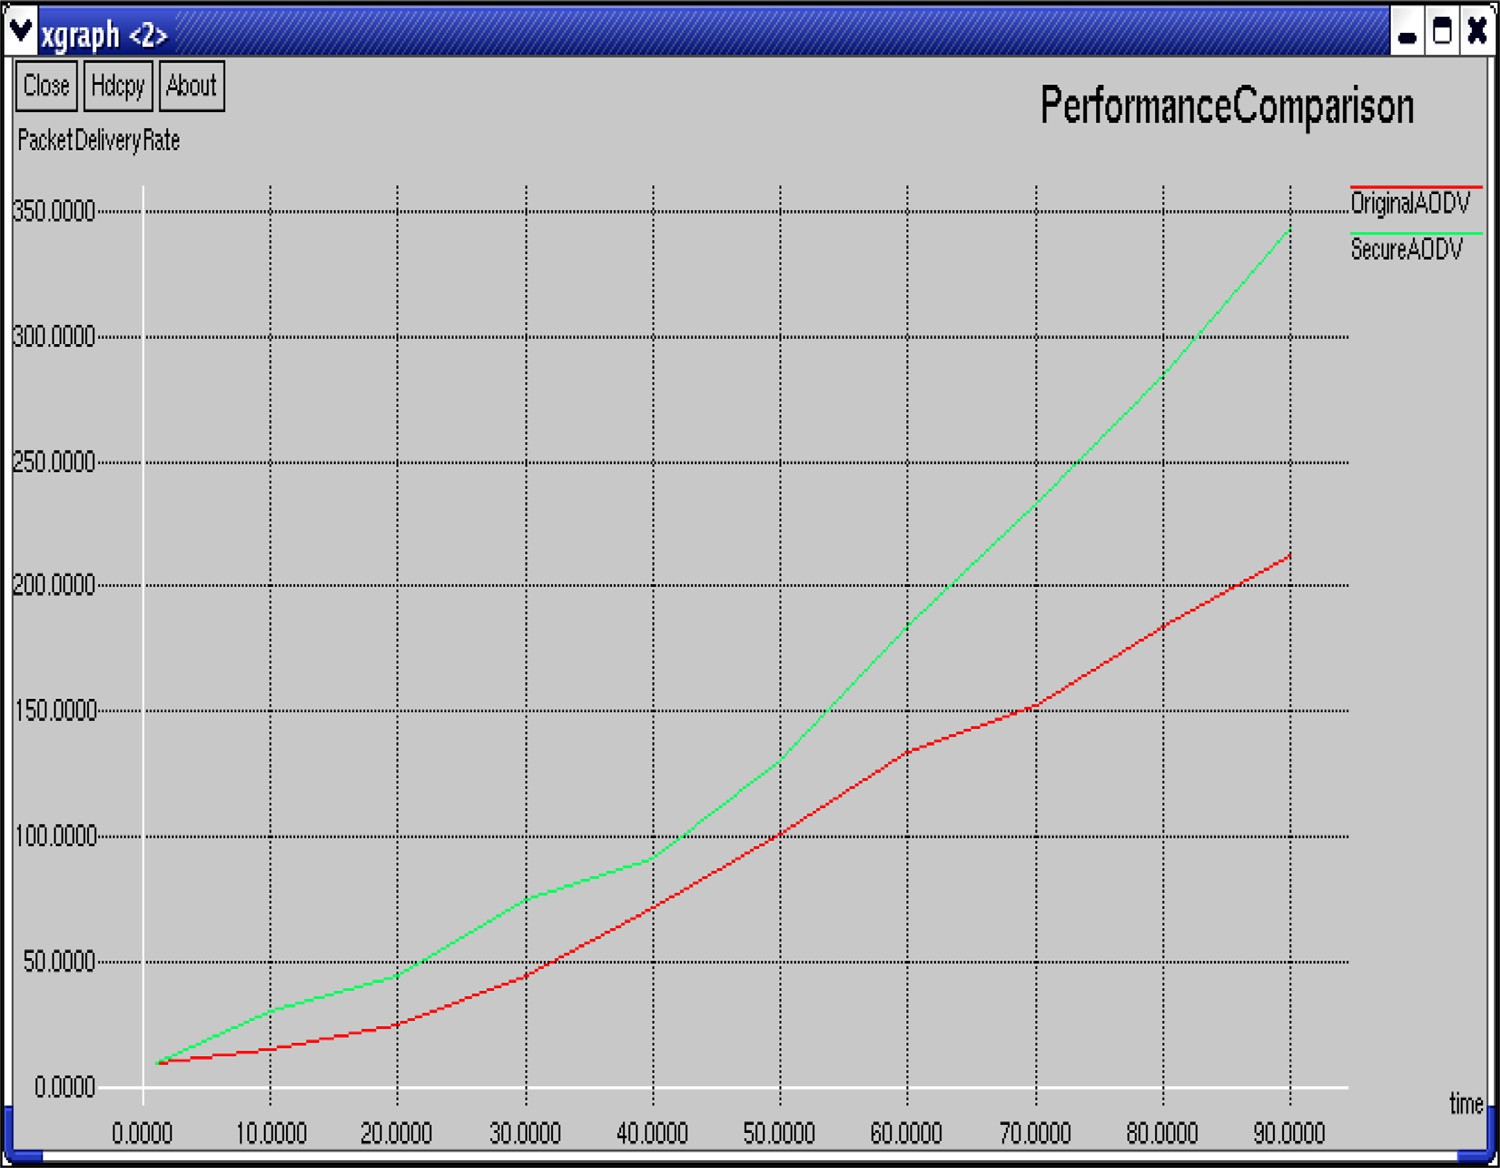 xgraph <2>
Close Hdcpy About
PerformanceComparison
PacketDeliveryRate
OriginalAODV
SecureAODV
350.0000
300.0000
250.0000
200.0000
150.0000
100.0000
50.0000
0.0000
time
0.0000 10.0000 20.0000 30.0000 40.0000 50.0000 60.0000 70.0000 80.0000 90.0000